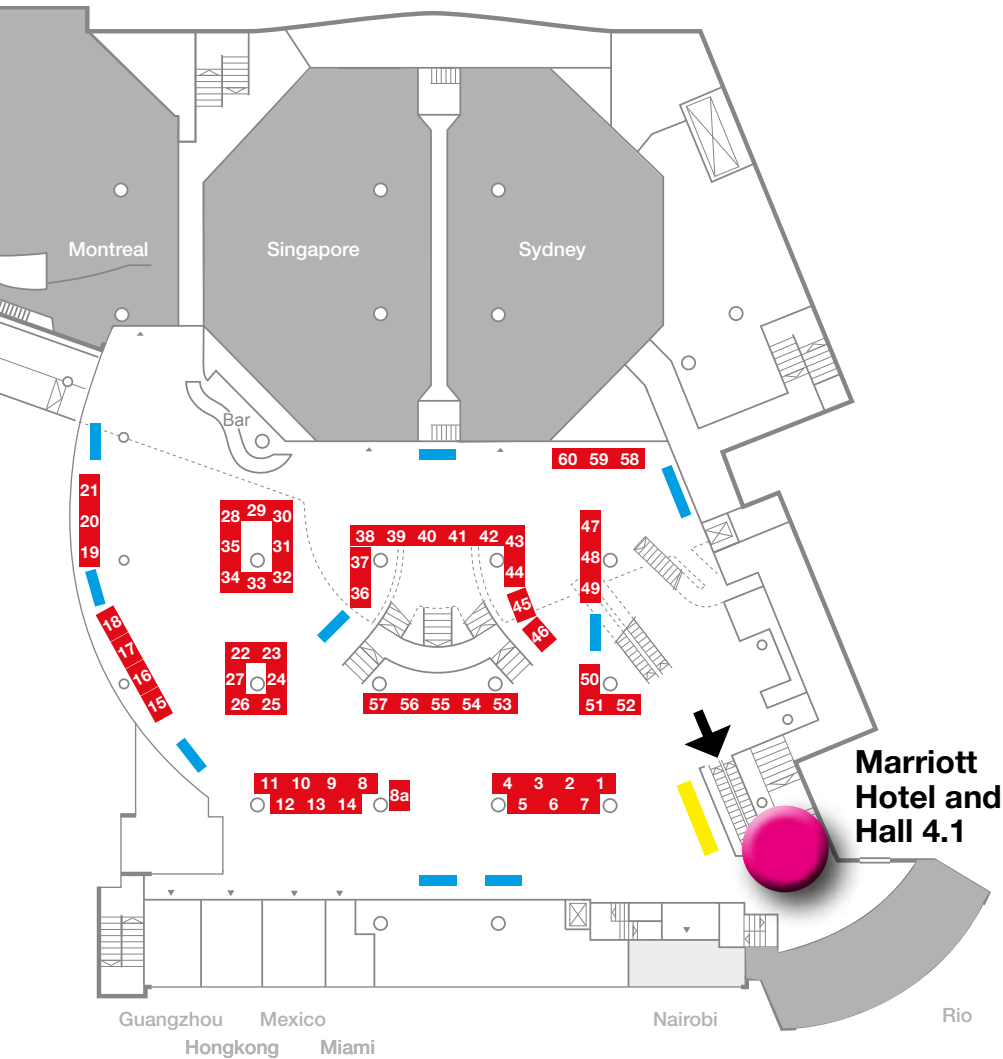 Montreal
Singapore
Sydney
Bar
60 59 58
21
20
19
28 29 30
35 31
34 33 32
38 39 40 41 42 43
37
36
44
45
46
47
48
49
18
17
16
15
22 23
27 24
26 25
57 56 55 54 53
50
51 52
11 10 9 8
12 13 14
8a
4 3 2 1
5 6 7
Marriott
Hotel and
Hall 4.1
Guangzhou
Mexico
Nairobi
Rio
Hongkong
Miami